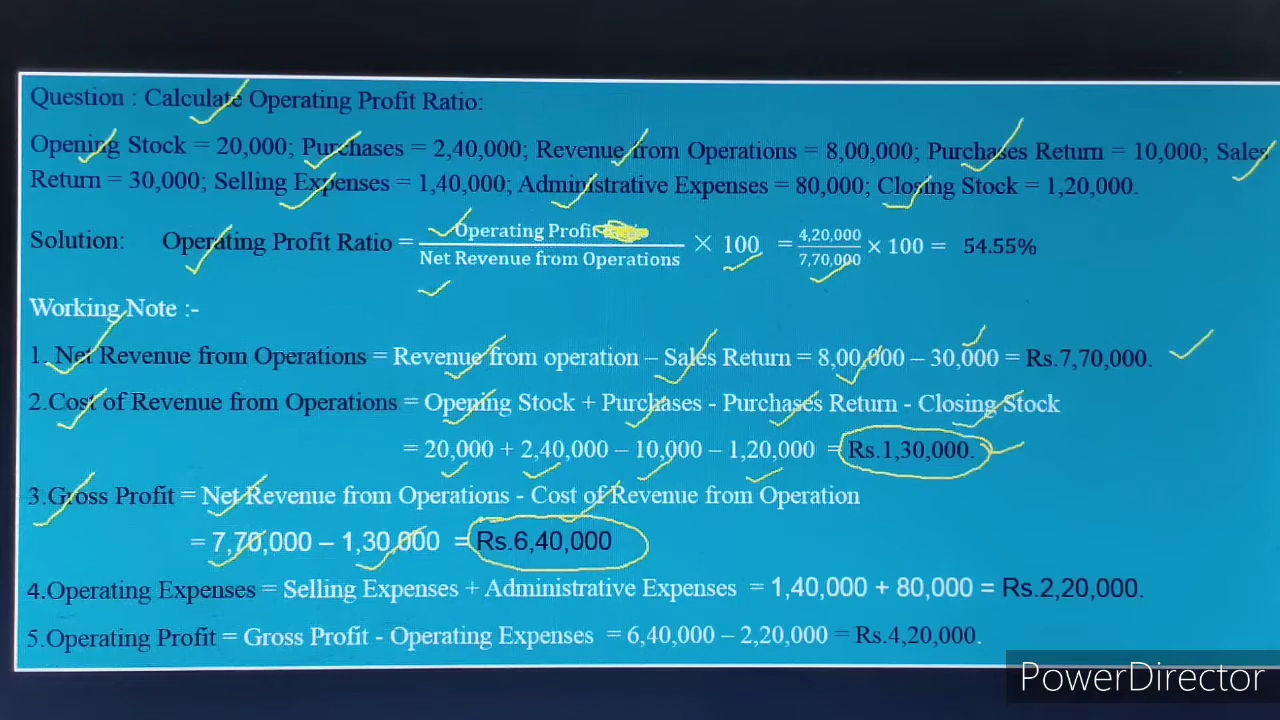 Question : Calculate Operating Profit Ratio:
Opening Stock = 20,000; Purchases = 2,40,000; Revenue from Operations = 8,00,000; Purchases Return = 10,000; Sales
Return = 30,000; Selling Expenses = 1,40,000; Administrative Expenses = 80,000; Closing Stock = 1,20,000.
Solution: Operating Profit Ratio = Operating Profit / Net Revenue from Operations × 100 = 4,20,000 / 7,70,000 × 100 = 54.55%
Working Note :-
1. Net Revenue from Operations = Revenue from operation – Sales Return = 8,00,000 – 30,000 = Rs.7,70,000.
2.Cost of Revenue from Operations = Opening Stock + Purchases - Purchases Return - Closing Stock
= 20,000 + 2,40,000 – 10,000 – 1,20,000 = Rs.1,30,000.
3.Gross Profit = Net Revenue from Operations - Cost of Revenue from Operation
= 7,70,000 – 1,30,000 = Rs.6,40,000
4.Operating Expenses = Selling Expenses + Administrative Expenses = 1,40,000 + 80,000 = Rs.2,20,000.
5.Operating Profit = Gross Profit - Operating Expenses = 6,40,000 – 2,20,000 = Rs.4,20,000.
PowerDirector